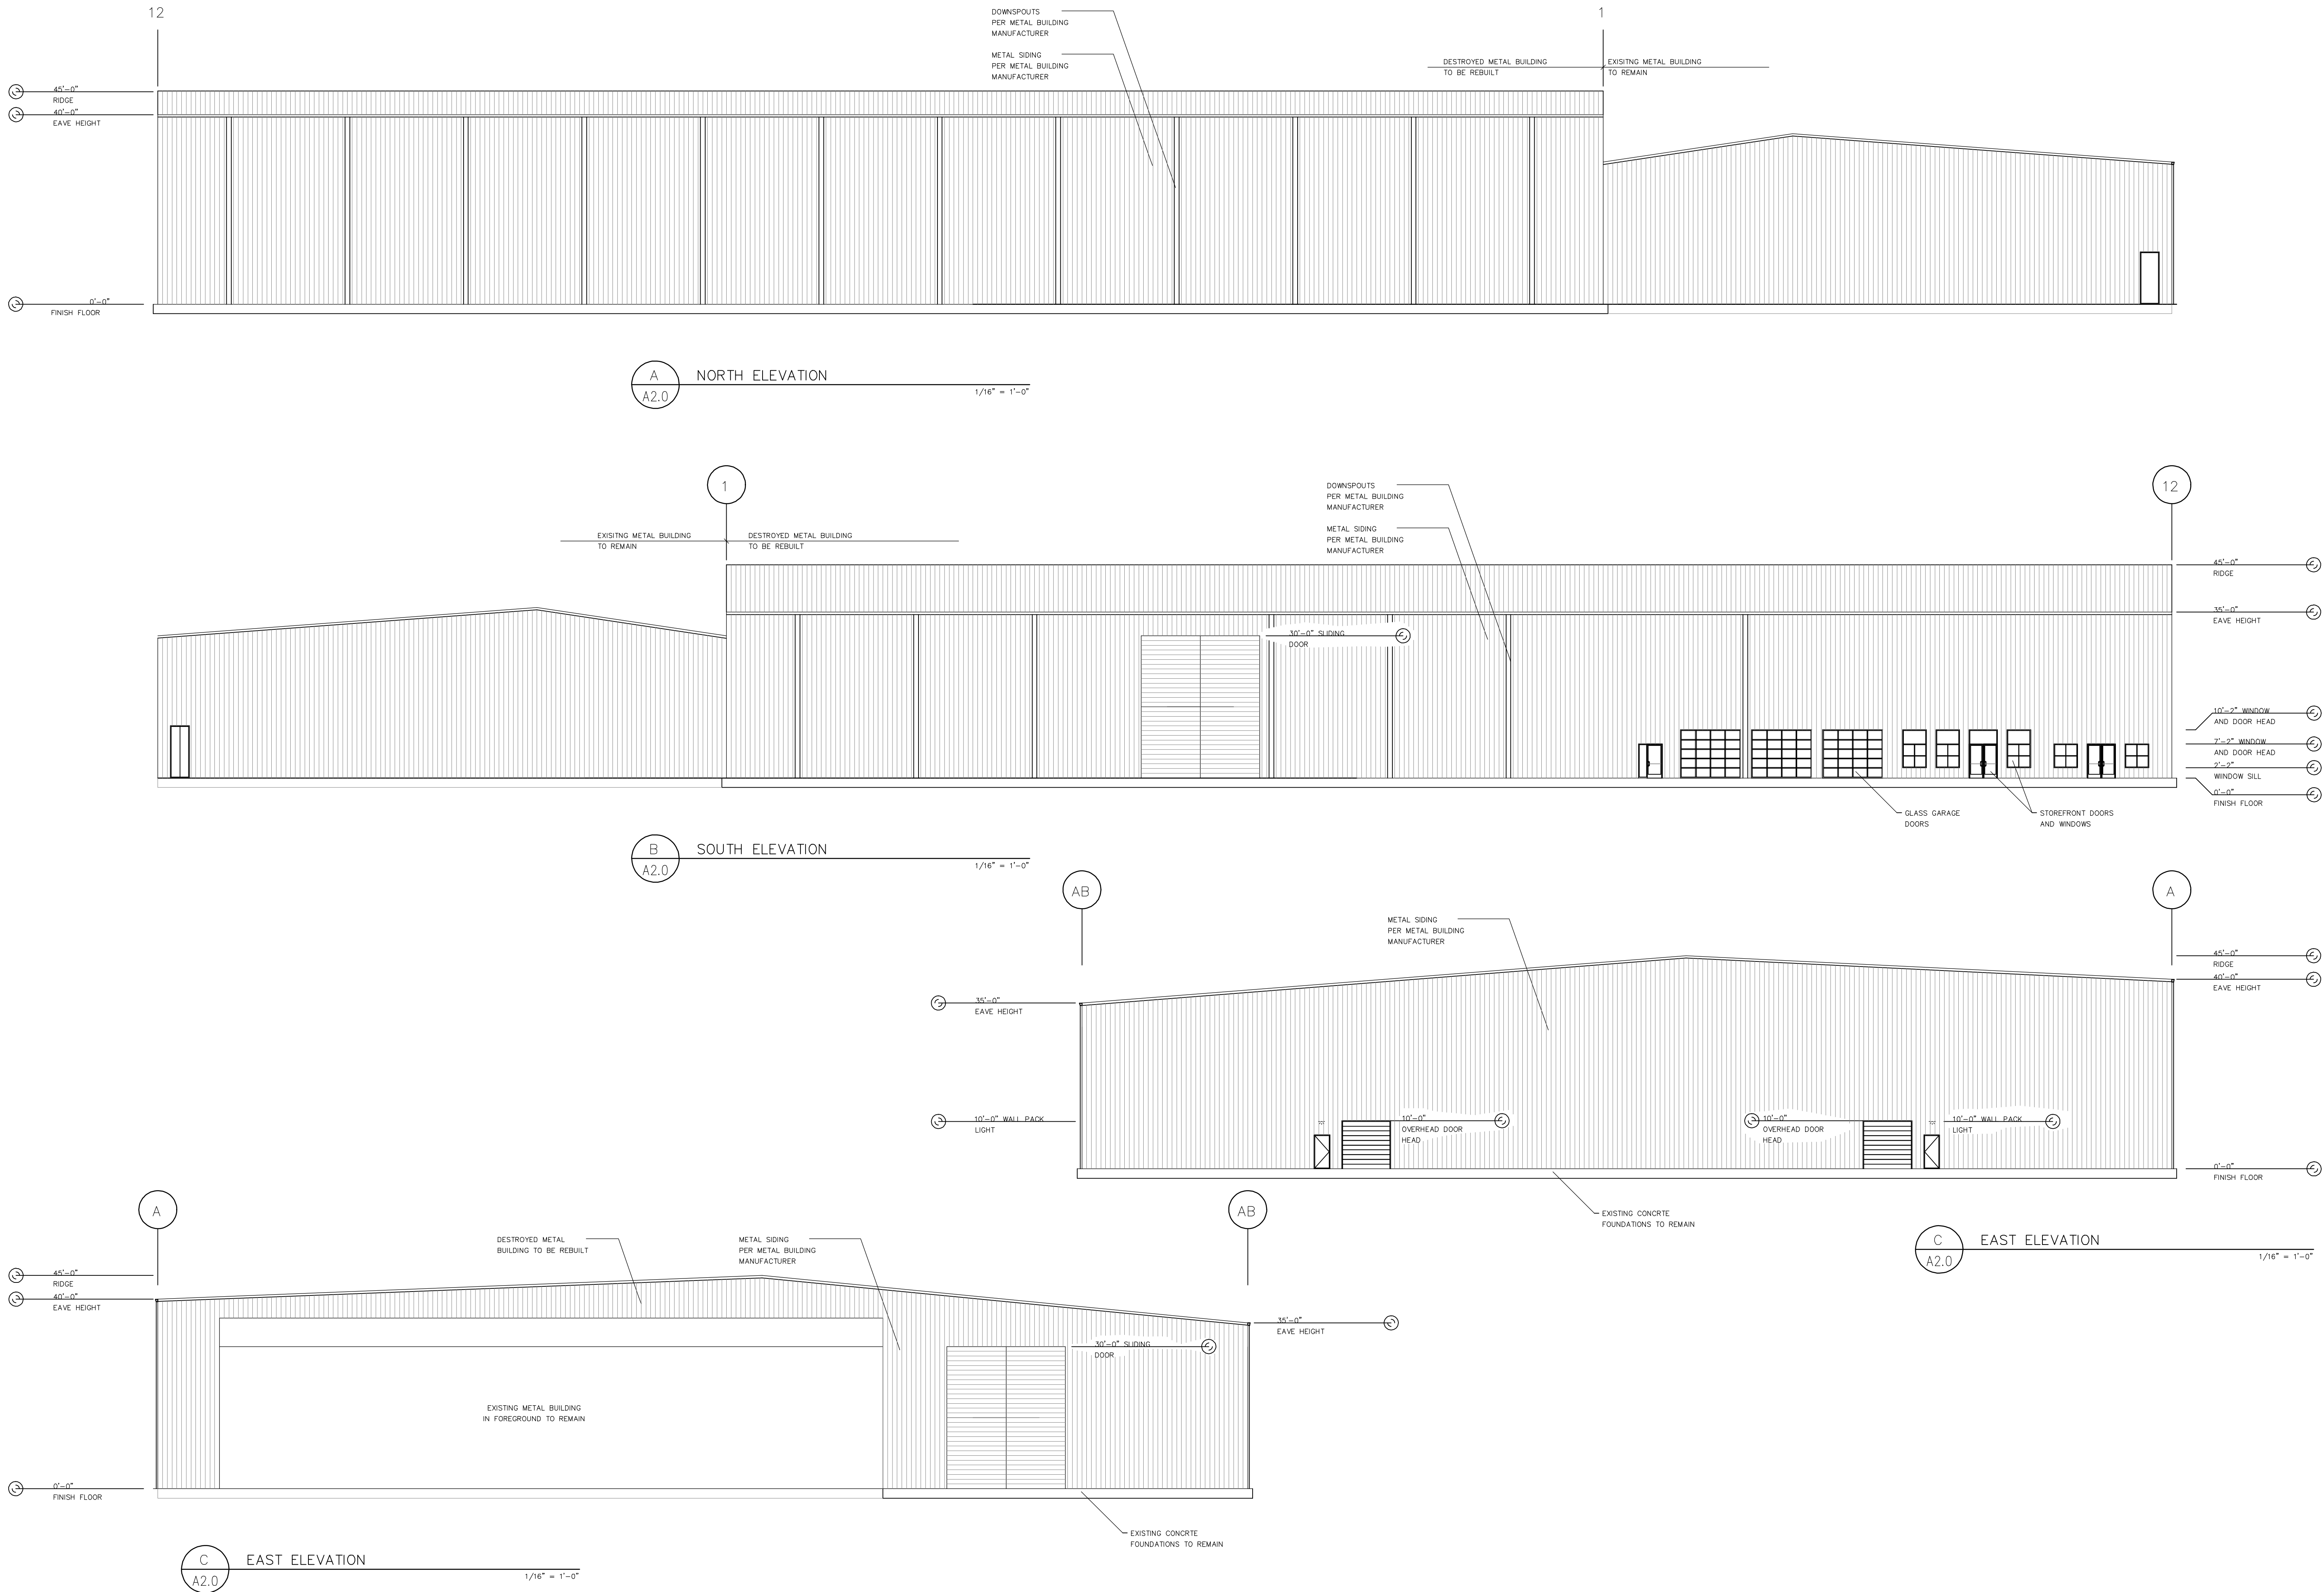 12
1
DOWNSPOUTS
PER METAL BUILDING
MANUFACTURER
METAL SIDING
PER METAL BUILDING
MANUFACTURER
DESTROYED METAL BUILDING
TO BE REBUILT
EXISITNG METAL BUILDING
TO REMAIN
45'-0"
RIDGE
40'-0"
EAVE HEIGHT
0'-0"
FINISH FLOOR
A
A2.0
NORTH ELEVATION
1/16" = 1'-0"
1
12
EXISITNG METAL BUILDING
TO REMAIN
DESTROYED METAL BUILDING
TO BE REBUILT
DOWNSPOUTS
PER METAL BUILDING
MANUFACTURER
METAL SIDING
PER METAL BUILDING
MANUFACTURER
45'-0"
RIDGE
35'-0"
EAVE HEIGHT
30'-0" SLIDING
DOOR
10'-2" WINDOW
AND DOOR HEAD
7'-2" WINDOW
AND DOOR HEAD
2'-2"
WIINDOW SILL
0'-0"
FINISH FLOOR
GLASS GARAGE
DOORS
STOREFRONT DOORS
AND WINDOWS
B
A2.0
SOUTH ELEVATION
1/16" = 1'-0"
AB
A
METAL SIDING
PER METAL BUILDING
MANUFACTURER
45'-0"
RIDGE
40'-0"
EAVE HEIGHT
35'-0"
EAVE HEIGHT
10'-0" WALL PACK
LIGHT
10'-0"
OVERHEAD DOOR
HEAD
10'-0"
OVERHEAD DOOR
HEAD
10'-0" WALL PACK
LIGHT
0'-0"
FINISH FLOOR
EXISTING CONCRTE
FOUNDATIONS TO REMAIN
C
A2.0
EAST ELEVATION
1/16" = 1'-0"
A
AB
DESTROYED METAL
BUILDING TO BE REBUILT
METAL SIDING
PER METAL BUILDING
MANUFACTURER
45'-0"
RIDGE
40'-0"
EAVE HEIGHT
35'-0"
EAVE HEIGHT
30'-0" SLIDING
DOOR
EXISTING METAL BUILDING
IN FOREGROUND TO REMAIN
0'-0"
FINISH FLOOR
EXISTING CONCRTE
FOUNDATIONS TO REMAIN
C
A2.0
EAST ELEVATION
1/16" = 1'-0"